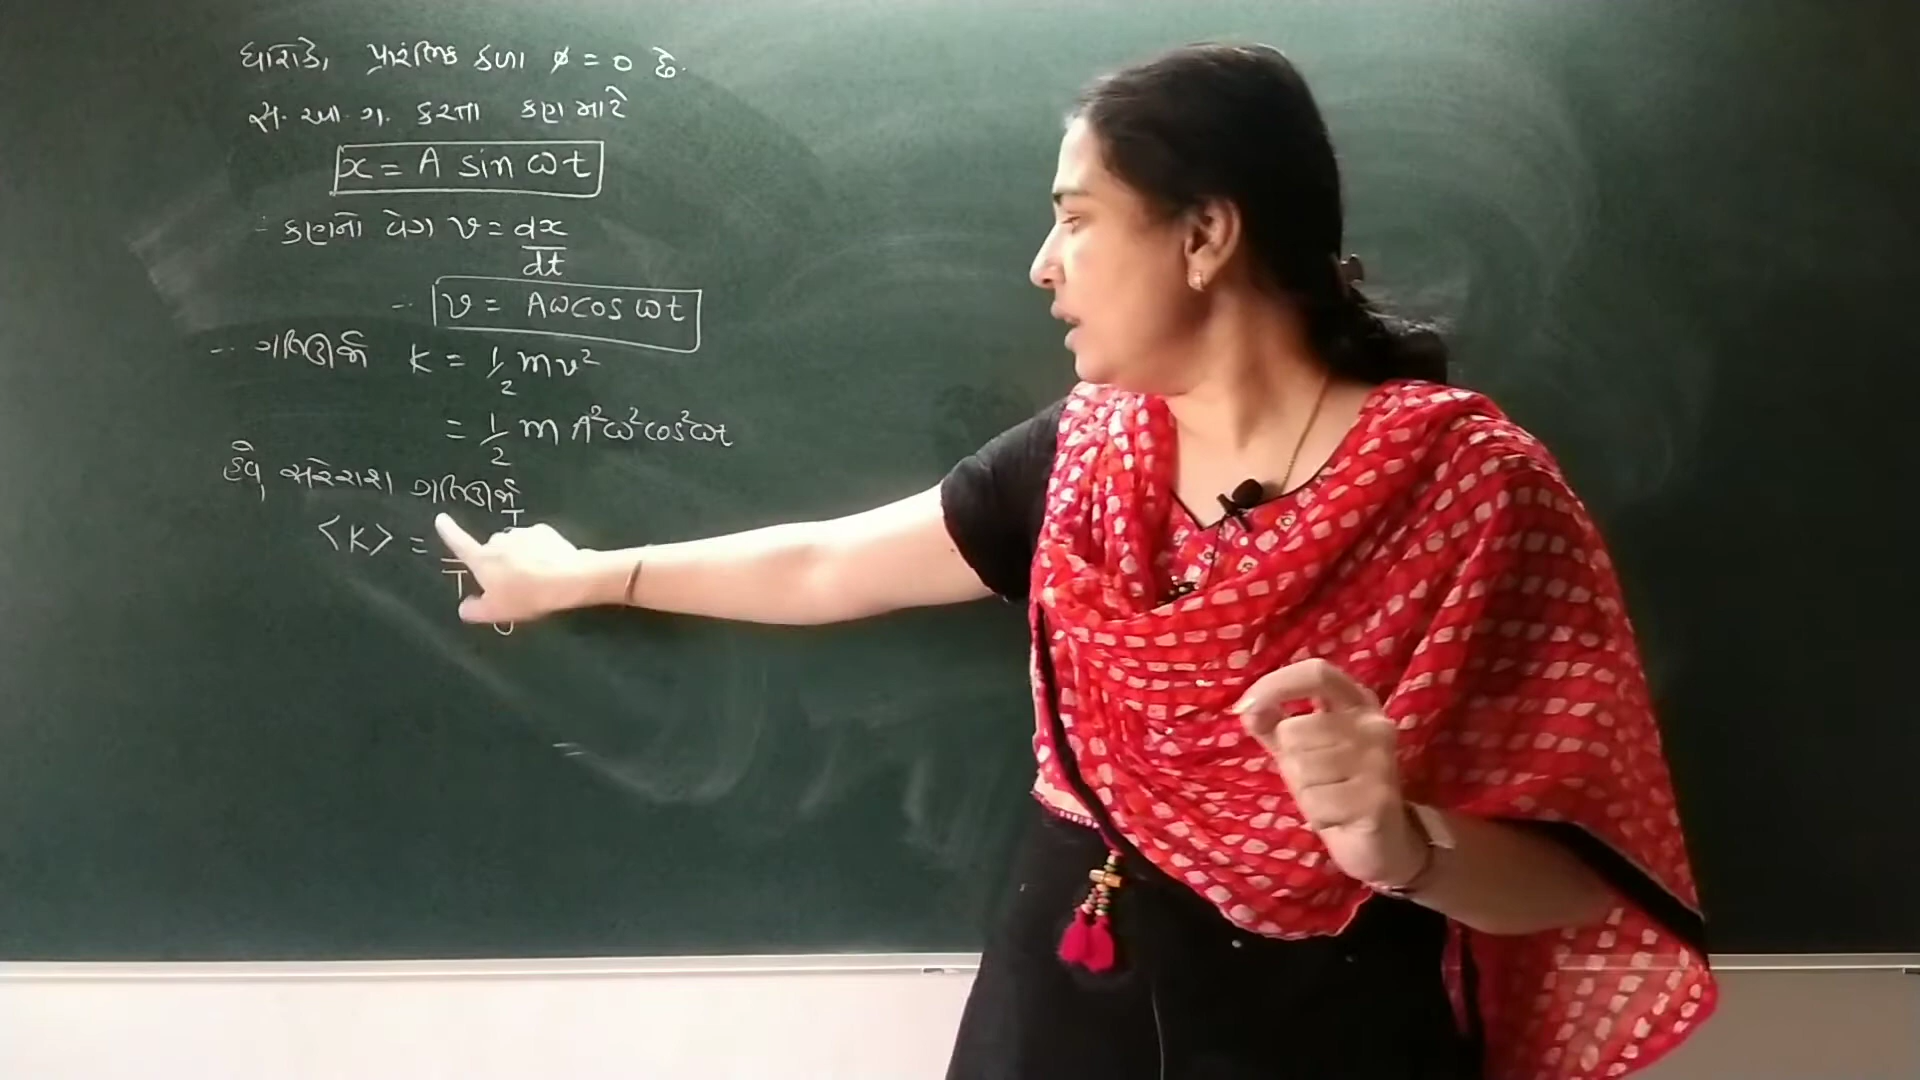 ધારોકે, પ્રારંભિક કળા φ = 0 છે.
સ.આ.ગ. કરતા કણ માટે
x = A sin ωt
∴ કણનો વેગ v = dx/dt
∴ v = Aω cos ωt
∴ ગતિઊર્જા K = 1/2 mv²
= 1/2 m A²ω²cos²ωt
હવે, સરેરાશ ગતિઊર્જા
<K> =